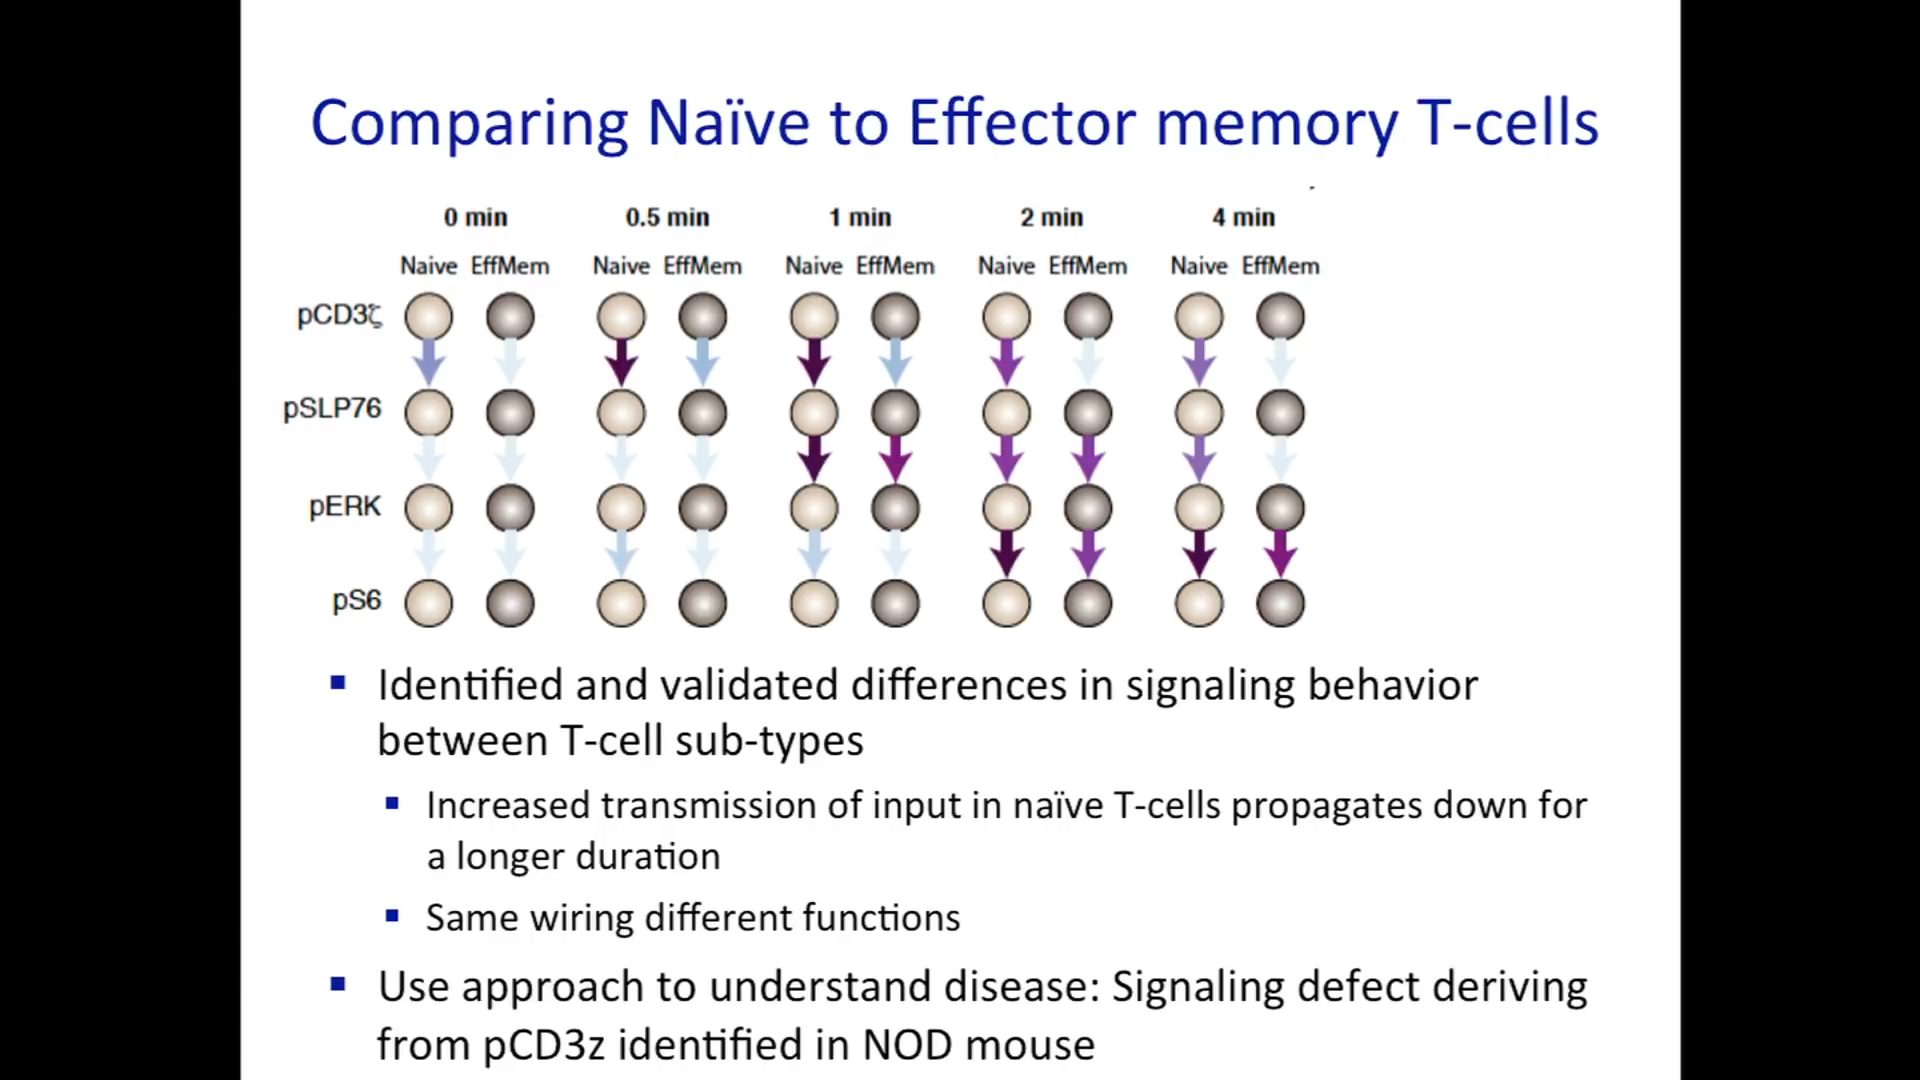 Comparing Naïve to Effector memory T-cells
0 min 0.5 min 1 min 2 min 4 min
Naive EffMem Naive EffMem Naive EffMem Naive EffMem Naive EffMem
pCD3ζ
pSLP76
pERK
pS6
▪ Identified and validated differences in signaling behavior
between T-cell sub-types
▪ Increased transmission of input in naïve T-cells propagates down for
a longer duration
▪ Same wiring different functions
▪ Use approach to understand disease: Signaling defect deriving
from pCD3z identified in NOD mouse